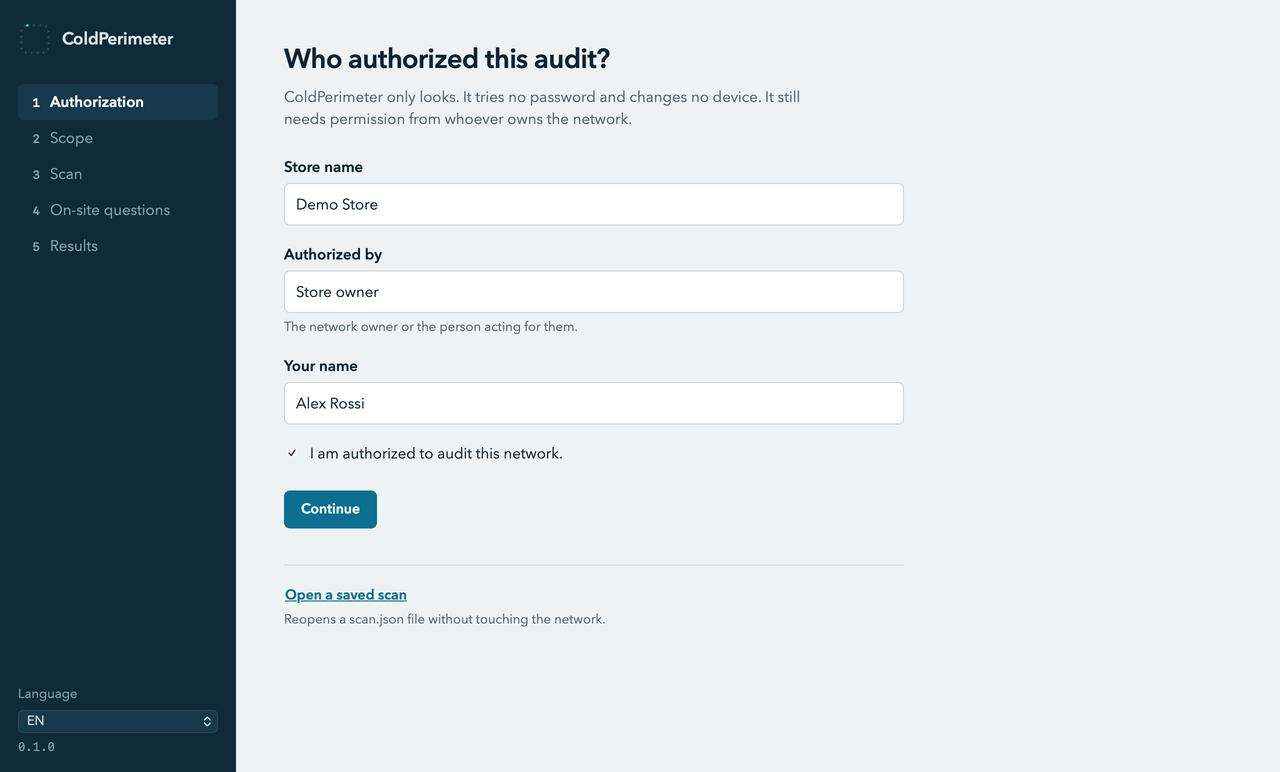 ColdPerimeter
1 Authorization
2 Scope
3 Scan
4 On-site questions
5 Results
Language
EN
0.1.0
Who authorized this audit?
ColdPerimeter only looks. It tries no password and changes no device. It still
needs permission from whoever owns the network.
Store name
Demo Store
Authorized by
Store owner
The network owner or the person acting for them.
Your name
Alex Rossi
I am authorized to audit this network.
Continue
Open a saved scan
Reopens a scan.json file without touching the network.